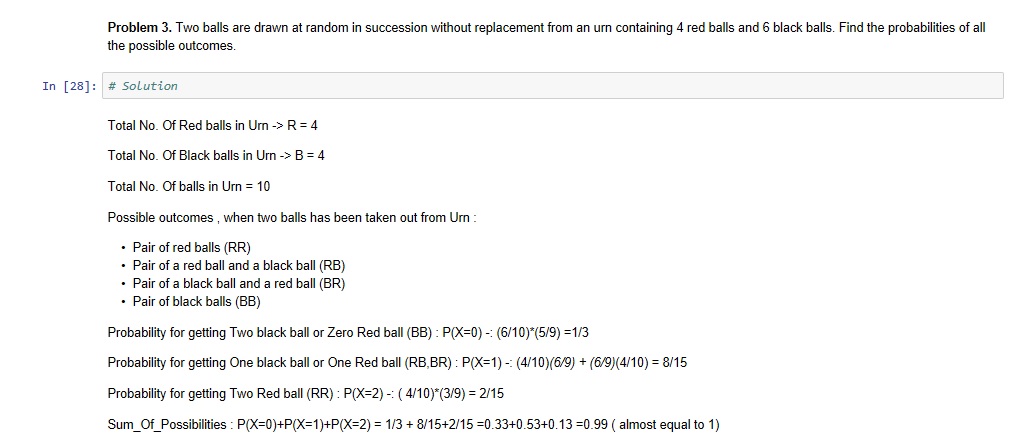 Problem 3. Two balls are drawn at random in succession without replacement from an urn containing 4 red balls and 6 black balls. Find the probabilities of all
the possible outcomes.
In [28]: # Solution
Total No. Of Red balls in Urn -> R = 4
Total No. Of Black balls in Urn -> B = 4
Total No. Of balls in Urn = 10
Possible outcomes , when two balls has been taken out from Urn :
• Pair of red balls (RR)
• Pair of a red ball and a black ball (RB)
• Pair of a black ball and a red ball (BR)
• Pair of black balls (BB)
Probability for getting Two black ball or Zero Red ball (BB) : P(X=0) -: (6/10)*(5/9) =1/3
Probability for getting One black ball or One Red ball (RB,BR) : P(X=1) -: (4/10)(6/9) + (6/9)(4/10) = 8/15
Probability for getting Two Red ball (RR) : P(X=2) -: ( 4/10)*(3/9) = 2/15
Sum_Of_Possibilities : P(X=0)+P(X=1)+P(X=2) = 1/3 + 8/15+2/15 =0.33+0.53+0.13 =0.99 ( almost equal to 1)